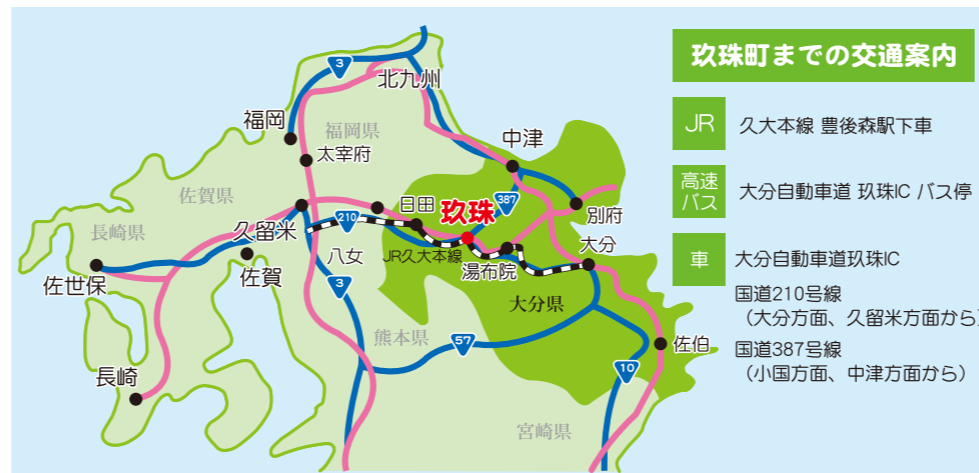 玖珠町までの交通案内
JR
久大本線 豊後森駅下車
高速
バス
大分自動車道 玖珠IC バス停
車
大分自動車道玖珠IC
国道210号線
（大分方面、久留米方面から）
国道387号線
（小国方面、中津方面から）
3
北九州
福岡
福岡県
太宰府
中津
佐賀県
387
日田
玖珠
別府
長崎県
久留米
210
大分
八女
JR久大本線
湯布院
佐世保
佐賀
3
大分県
熊本県
57
佐伯
長崎
10
宮崎県